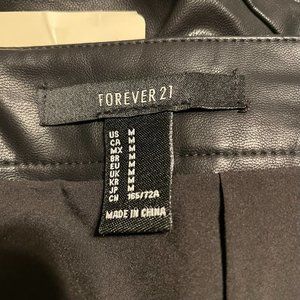 FOREVER 21
US M
CA M
MX M
BR M
EU M
UK M
KR M
JP M
CN 165/72A
MADE IN CHINA